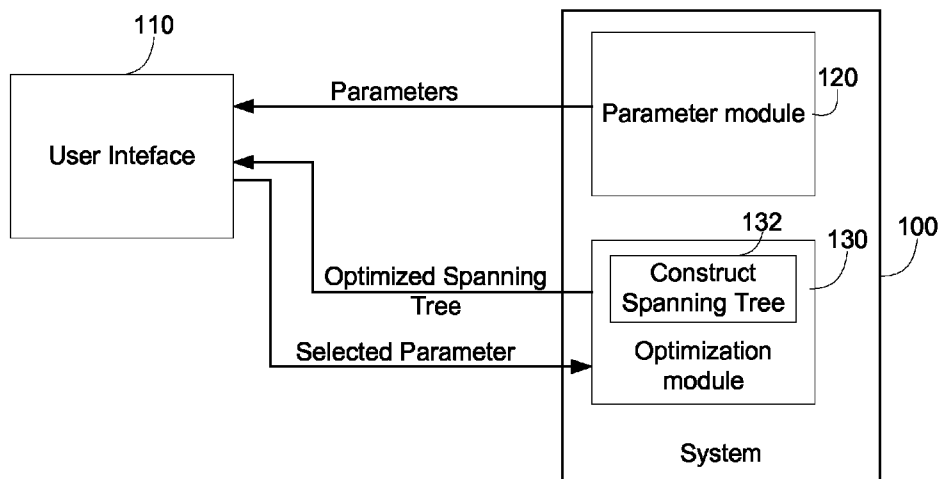 110
User Inteface
Parameters
Parameter module
120
132
130
100
Construct
Spanning Tree
Optimized Spanning
Tree
Selected Parameter
Optimization
module
System